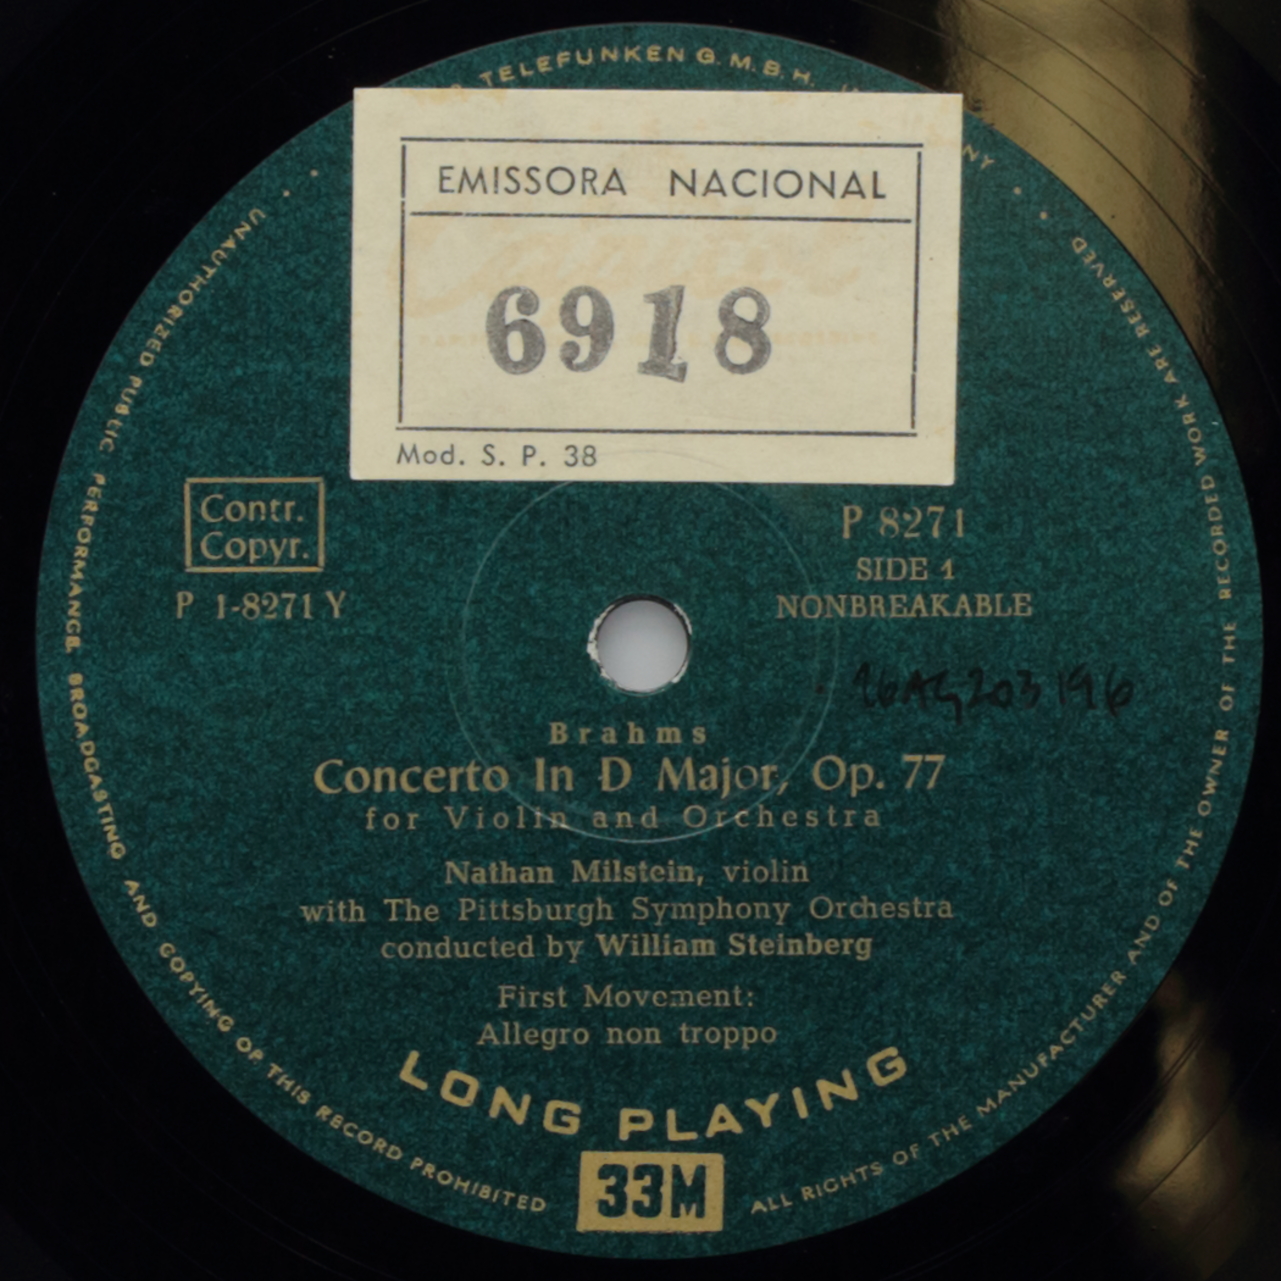 TELEFUNKEN G.M.B.H.
EMISSORA NACIONAL
6918
Mod. S. P. 38
Contr.
Copyr.
P 1-8271 Y
P 8271
SIDE 1
NONBREAKABLE
Brahms
Concerto In D Major, Op. 77
for Violin and Orchestra
Nathan Milstein, violin
with The Pittsburgh Symphony Orchestra
conducted by William Steinberg
First Movement:
Allegro non troppo
LONG PLAYING
33M
UNAUTHORIZED PUBLIC PERFORMANCE BROADCASTING AND COPYING OF THIS RECORD PROHIBITED
ALL RIGHTS OF THE MANUFACTURER AND OF THE OWNER OF THE RECORDED WORK ARE RESERVED